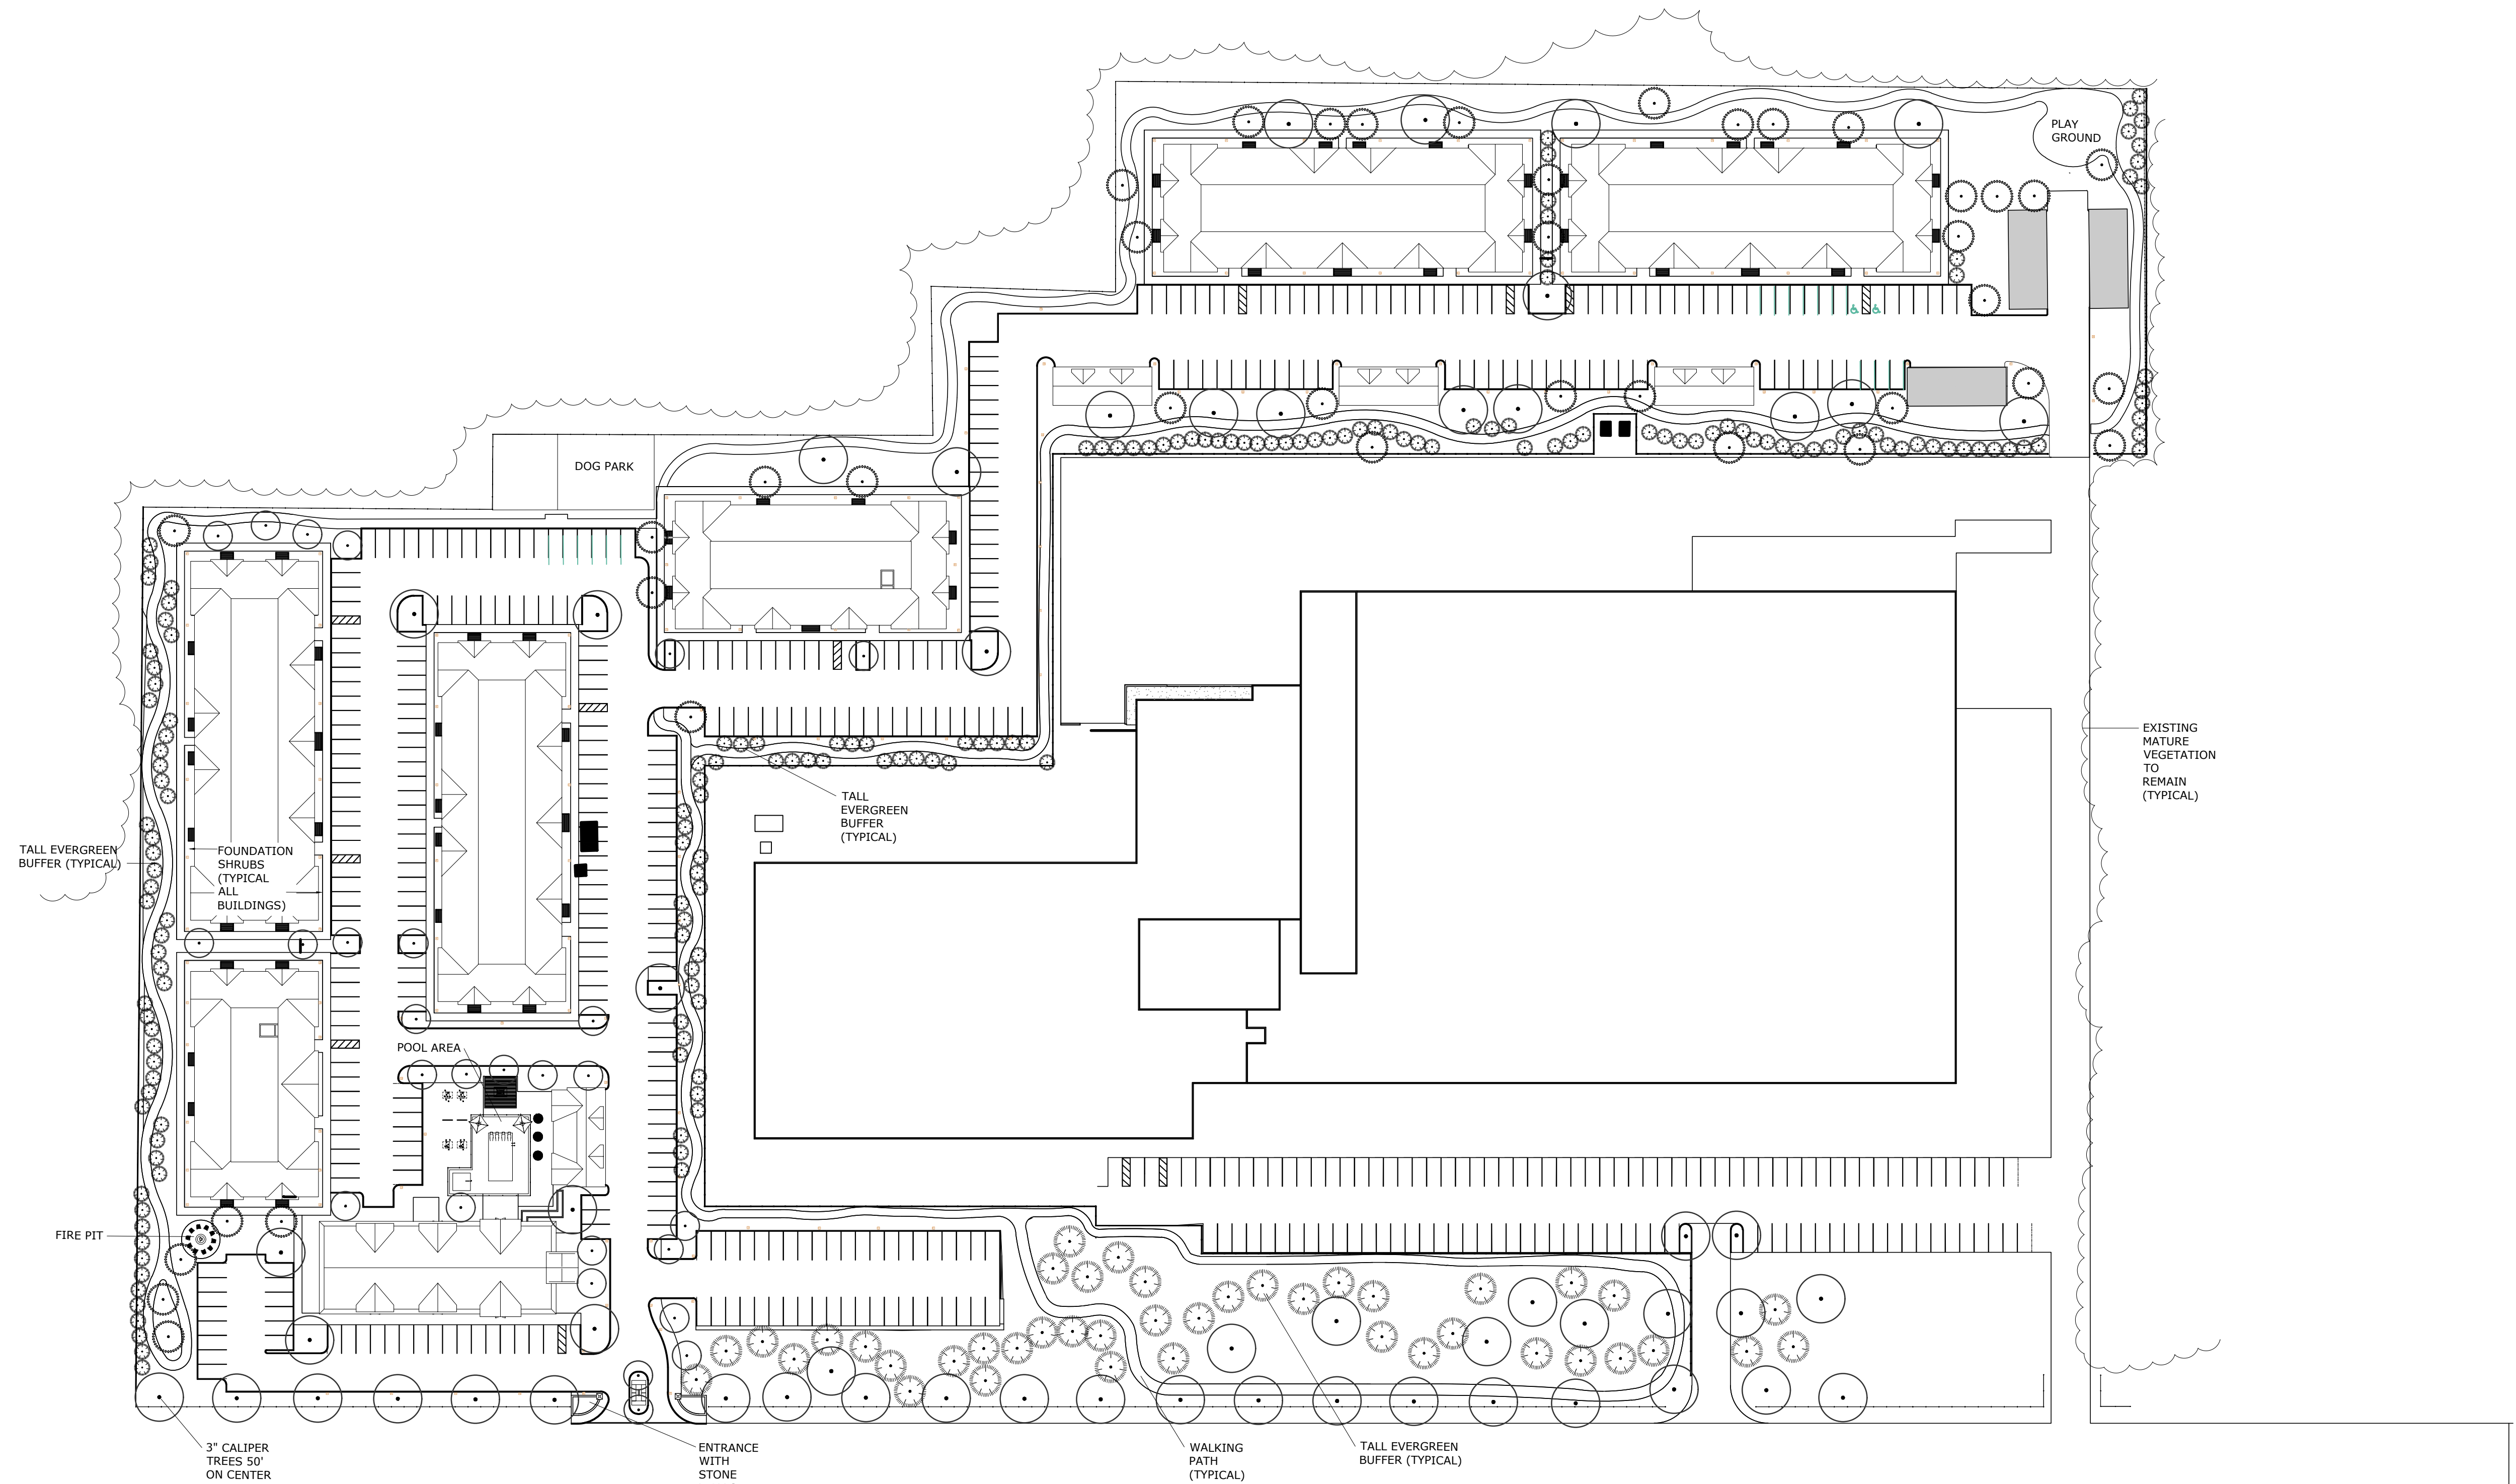 PLAY
GROUND
DOG PARK
EXISTING
MATURE
VEGETATION
TO
REMAIN
(TYPICAL)
TALL
EVERGREEN
BUFFER
(TYPICAL)
TALL EVERGREEN
BUFFER (TYPICAL)
FOUNDATION
SHRUBS
(TYPICAL
ALL
BUILDINGS)
POOL AREA
FIRE PIT
3" CALIPER
TREES 50'
ON CENTER
ENTRANCE
WITH
STONE
WALKING
PATH
(TYPICAL)
TALL EVERGREEN
BUFFER (TYPICAL)